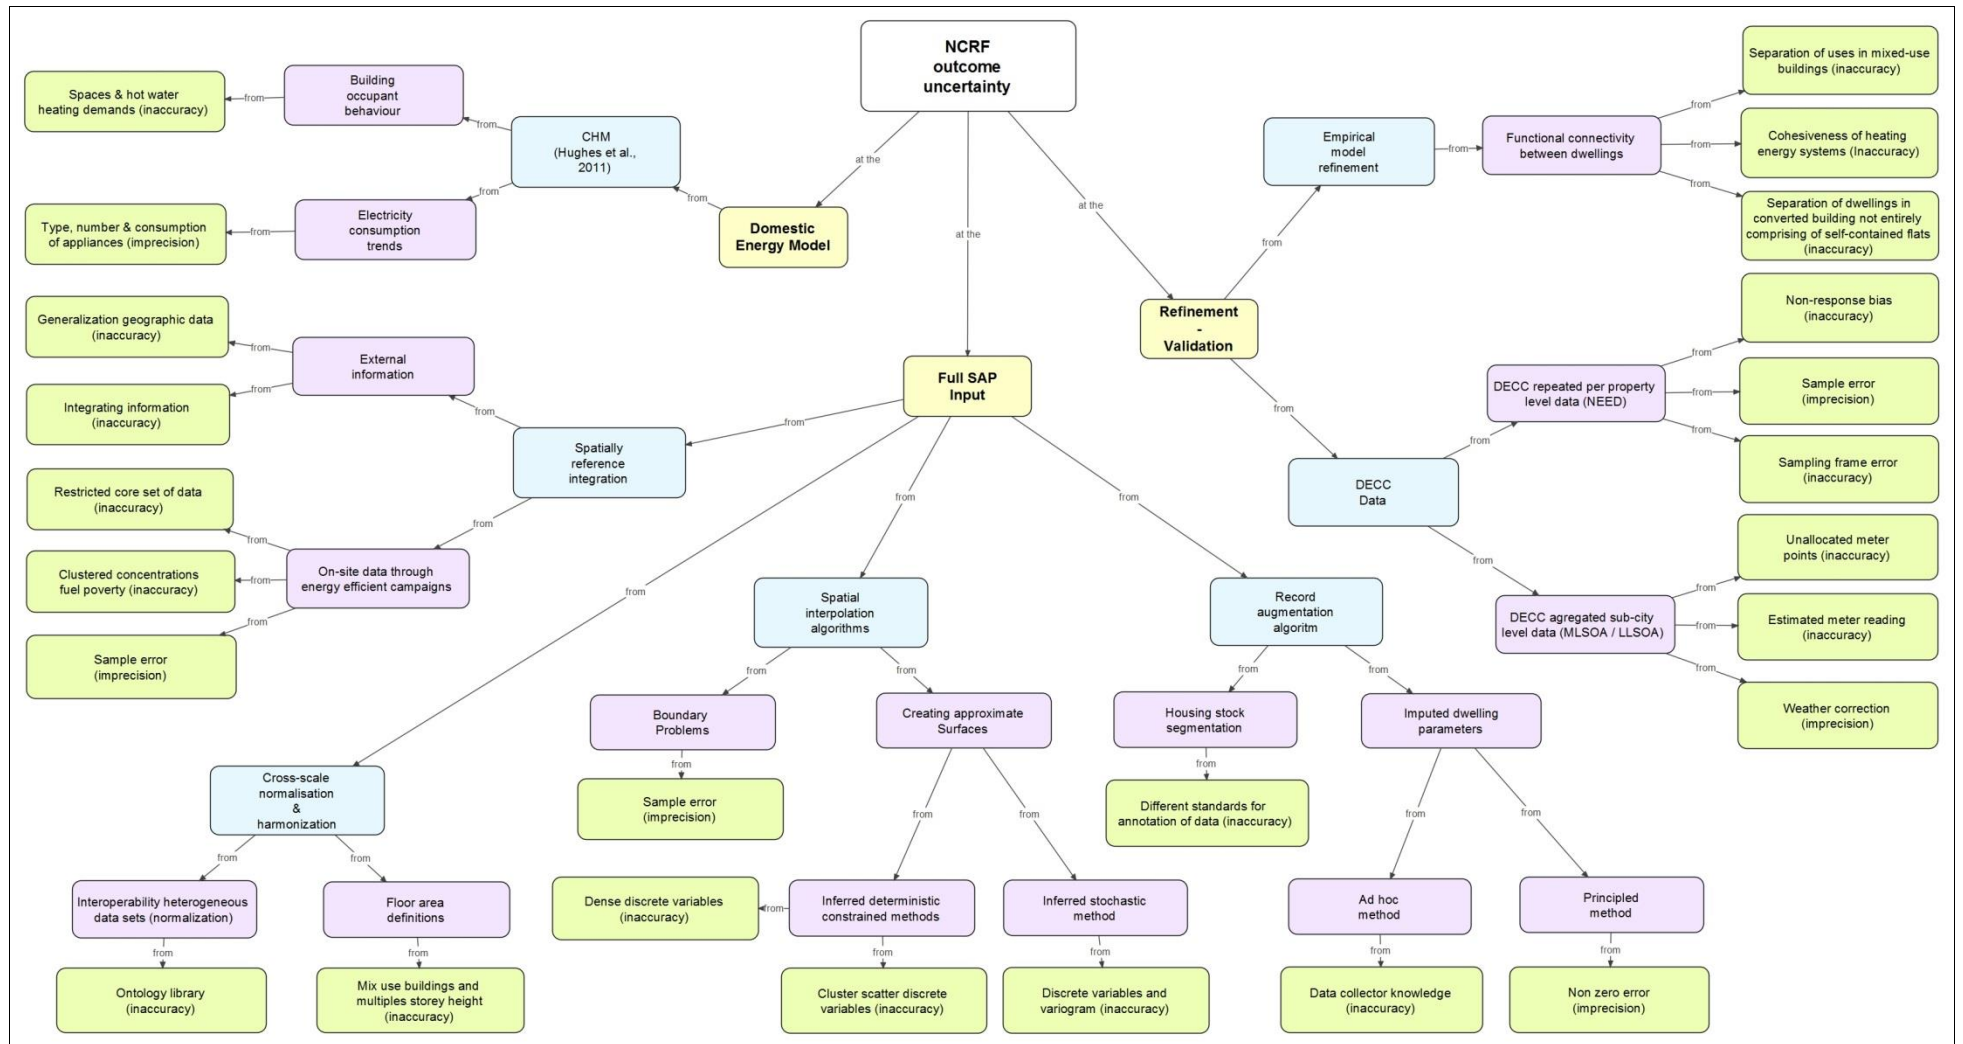 NCRF
outcome
uncertainty
at the
at the
at the
Domestic
Energy Model
from
CHM
(Hughes et al.,
2011)
from
Building
occupant
behaviour
from
Spaces & hot water
heating demands (inaccuracy)
from
Electricity
consumption
trends
from
Type, number & consumption
of appliances (imprecision)
Full SAP
Input
from
Spatially
reference
integration
from
External
information
from
Generalization geographic data
(inaccuracy)
from
Integrating information
(inaccuracy)
from
On-site data through
energy efficient campaigns
from
Restricted core set of data
(inaccuracy)
from
Clustered concentrations
fuel poverty (inaccuracy)
from
Sample error
(imprecision)
from
Cross-scale
normalisation
&
harmonization
from
Interoperability heterogeneous
data sets (normalization)
from
Ontology library
(inaccuracy)
from
Floor area
definitions
from
Mix use buildings and
multiples storey height
(inaccuracy)
from
Spatial
interpolation
algorithms
from
Boundary
Problems
from
Sample error
(imprecision)
from
Creating approximate
Surfaces
from
Inferred deterministic
constrained methods
from
Dense discrete variables
(inaccuracy)
from
Cluster scatter discrete
variables (inaccuracy)
from
Inferred stochastic
method
from
Discrete variables and
variogram (inaccuracy)
from
Record
augmentation
algoritm
from
Housing stock
segmentation
from
Different standards for
annotation of data (inaccuracy)
from
Imputed dwelling
parameters
from
Ad hoc
method
from
Data collector knowledge
(inaccuracy)
from
Principled
method
from
Non zero error
(imprecision)
Refinement
-
Validation
from
Empirical
model
refinement
from
Functional connectivity
between dwellings
from
Separation of uses in mixed-use
buildings (inaccuracy)
from
Cohesiveness of heating
energy systems (Inaccuracy)
from
Separation of dwellings in
converted building not entirely
comprising of self-contained flats
(inaccuracy)
from
DECC
Data
from
DECC repeated per property
level data (NEED)
from
Non-response bias
(inaccuracy)
from
Sample error
(imprecision)
from
Sampling frame error
(inaccuracy)
from
DECC agregated sub-city
level data (MLSOA / LLSOA)
from
Unallocated meter
points (inaccuracy)
from
Estimated meter reading
(inaccuracy)
from
Weather correction
(imprecision)